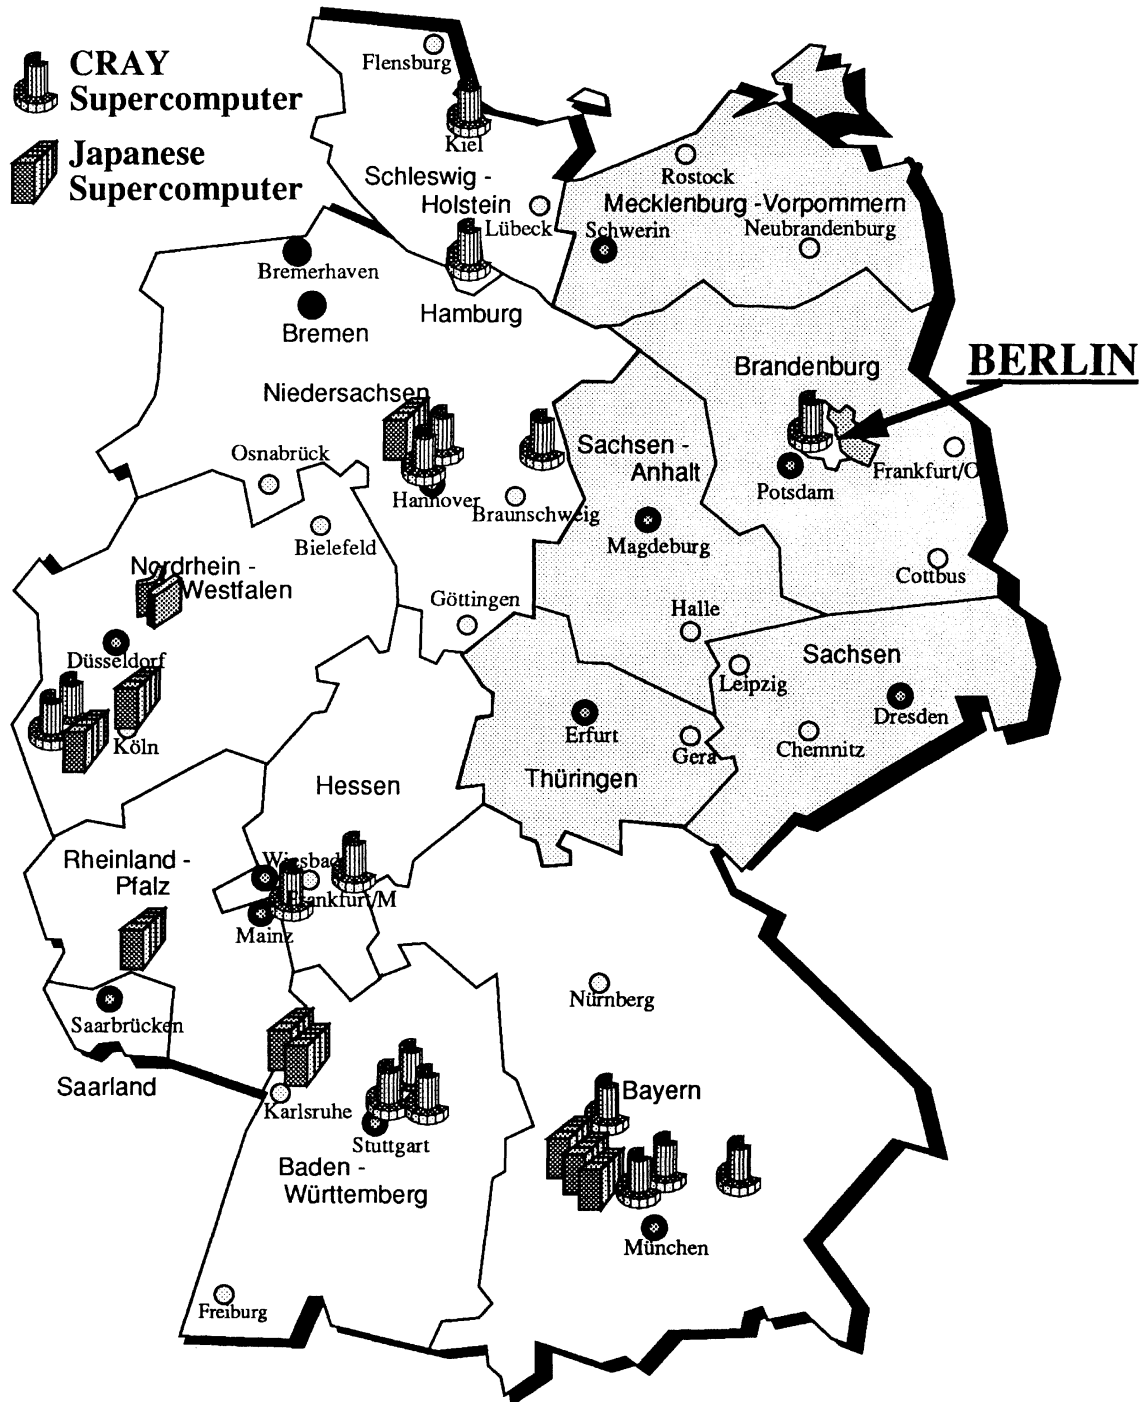 CRAY
Supercomputer
Japanese
Supercomputer
Flensburg
Kiel
Schleswig -
Holstein
Lübeck
Rostock
Mecklenburg -Vorpommern
Schwerin
Neubrandenburg
Bremerhaven
Bremen
Hamburg
BERLIN
Brandenburg
Niedersachsen
Sachsen -
Anhalt
Osnabrück
Hannover
Braunschweig
Potsdam
Frankfurt/O
Bielefeld
Magdeburg
Nordrhein -
Westfalen
Cottbus
Göttingen
Halle
Düsseldorf
Sachsen
Leipzig
Köln
Erfurt
Gera
Chemnitz
Dresden
Thüringen
Hessen
Rheinland -
Pfalz
Wiesbad
Frankfurt/M
Mainz
Nürnberg
Saarbrücken
Saarland
Karlsruhe
Bayern
Stuttgart
Baden -
Württemberg
München
Freiburg